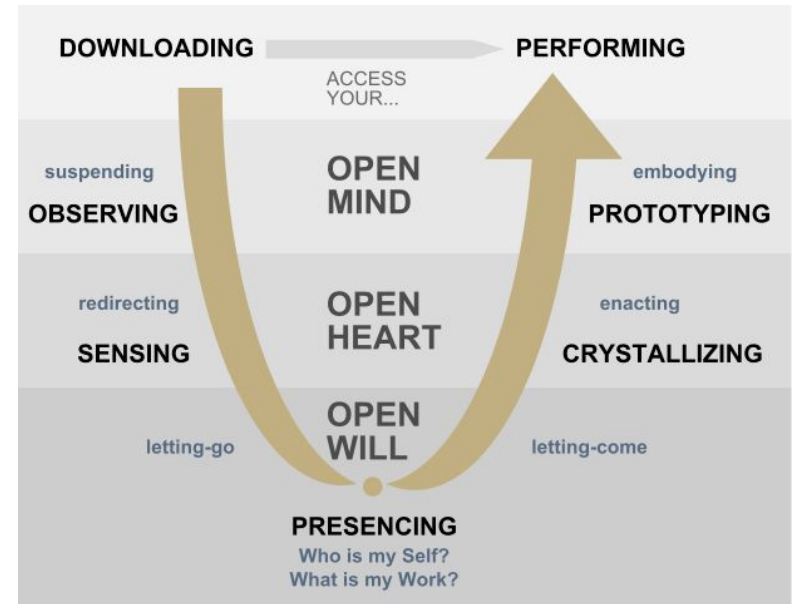 DOWNLOADING
PERFORMING
ACCESS
YOUR...
suspending
OBSERVING
OPEN
MIND
embodying
PROTOTYPING
redirecting
SENSING
OPEN
HEART
enacting
CRYSTALLIZING
letting-go
OPEN
WILL
letting-come
PRESENCING
Who is my Self?
What is my Work?